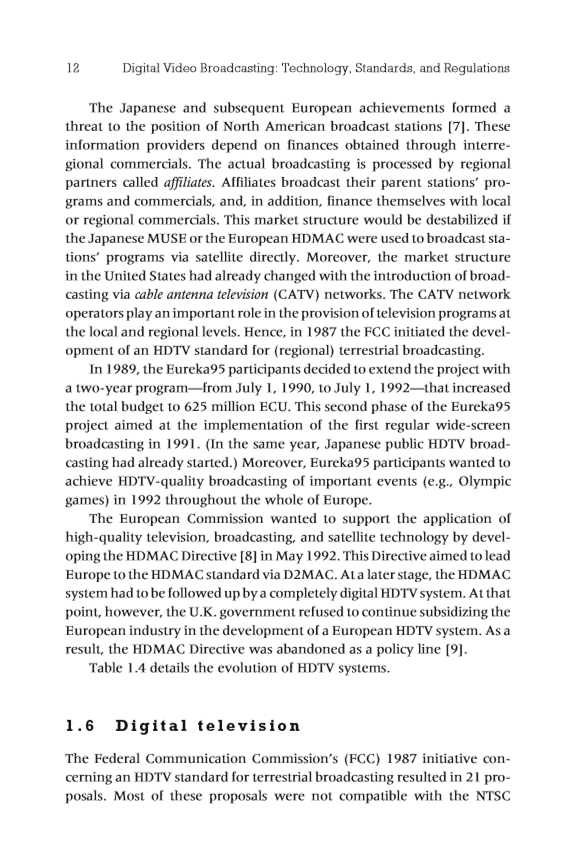 12 Digital Video Broadcasting: Technology, Standards, and Regulations
The Japanese and subsequent European achievements formed a
threat to the position of North American broadcast stations [7]. These
information providers depend on finances obtained through interre-
gional commercials. The actual broadcasting is processed by regional
partners called affiliates. Affiliates broadcast their parent stations’ pro-
grams and commercials, and, in addition, finance themselves with local
or regional commercials. This market structure would be destabilized if
the Japanese MUSE or the European HDMAC were used to broadcast sta-
tions’ programs via satellite directly. Moreover, the market structure
in the United States had already changed with the introduction of broad-
casting via cable antenna television (CATV) networks. The CATV network
operators play an important role in the provision of television programs at
the local and regional levels. Hence, in 1987 the FCC initiated the devel-
opment of an HDTV standard for (regional) terrestrial broadcasting.
In 1989, the Eureka95 participants decided to extend the project with
a two-year program—from July 1, 1990, to July 1, 1992—that increased
the total budget to 625 million ECU. This second phase of the Eureka95
project aimed at the implementation of the first regular wide-screen
broadcasting in 1991. (In the same year, Japanese public HDTV broad-
casting had already started.) Moreover, Eureka95 participants wanted to
achieve HDTV-quality broadcasting of important events (e.g., Olympic
games) in 1992 throughout the whole of Europe.
The European Commission wanted to support the application of
high-quality television, broadcasting, and satellite technology by devel-
oping the HDMAC Directive [8] in May 1992. This Directive aimed to lead
Europe to the HDMAC standard via D2MAC. At a later stage, the HDMAC
system had to be followed up by a completely digital HDTV system. At that
point, however, the U.K. government refused to continue subsidizing the
European industry in the development of a European HDTV system. As a
result, the HDMAC Directive was abandoned as a policy line [9].
Table 1.4 details the evolution of HDTV systems.
1.6 Digital television
The Federal Communication Commission’s (FCC) 1987 initiative con-
cerning an HDTV standard for terrestrial broadcasting resulted in 21 pro-
posals. Most of these proposals were not compatible with the NTSC